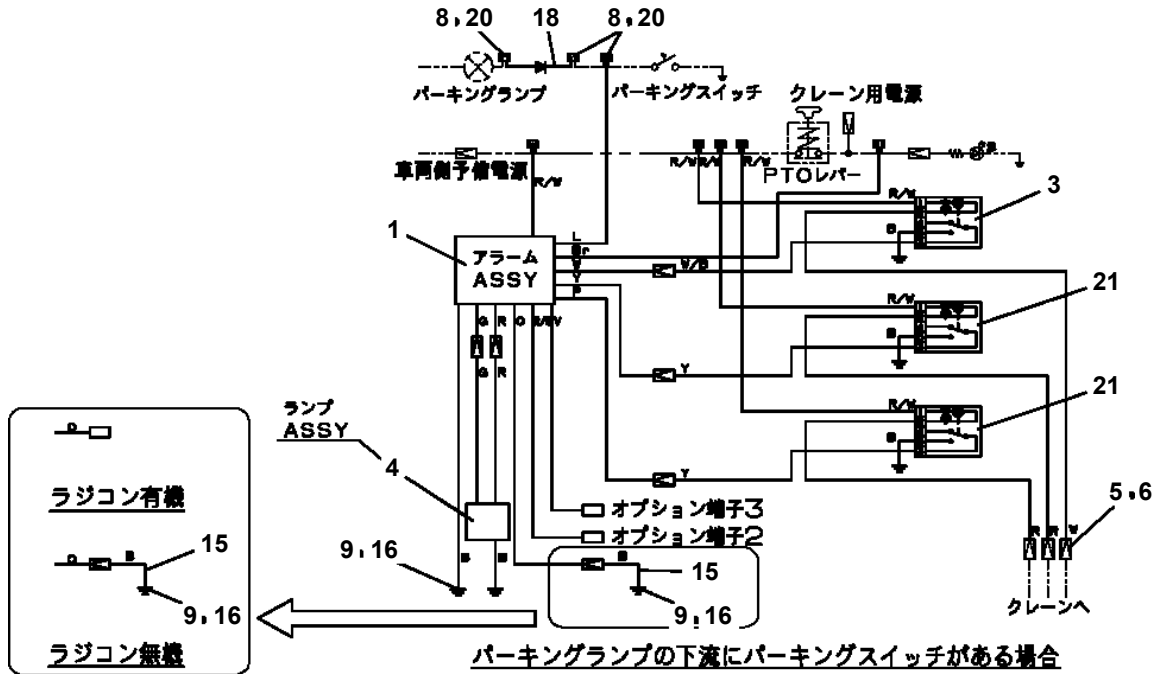 8,20
18
8,20
パーキングランプ
パーキングスイッチ
クレーン用電源
車両側予備電源
R/W
R/W
R/W
R/W
PTOレバー
R/W
3
1
アラーム
ASSY
L
Br
W
Y
P
W/B
B
R/W
21
B
G
R
O
G
R
Y
R/W
21
B
Y
ランプ
ASSY
4
オプション端子3
オプション端子2
5,6
R
R
W
クレーンへ
9,16
B
B
B
15
9,16
O
ラジコン有機
O
B
15
9,16
ラジコン無機
パーキングランプの下流にパーキングスイッチがある場合